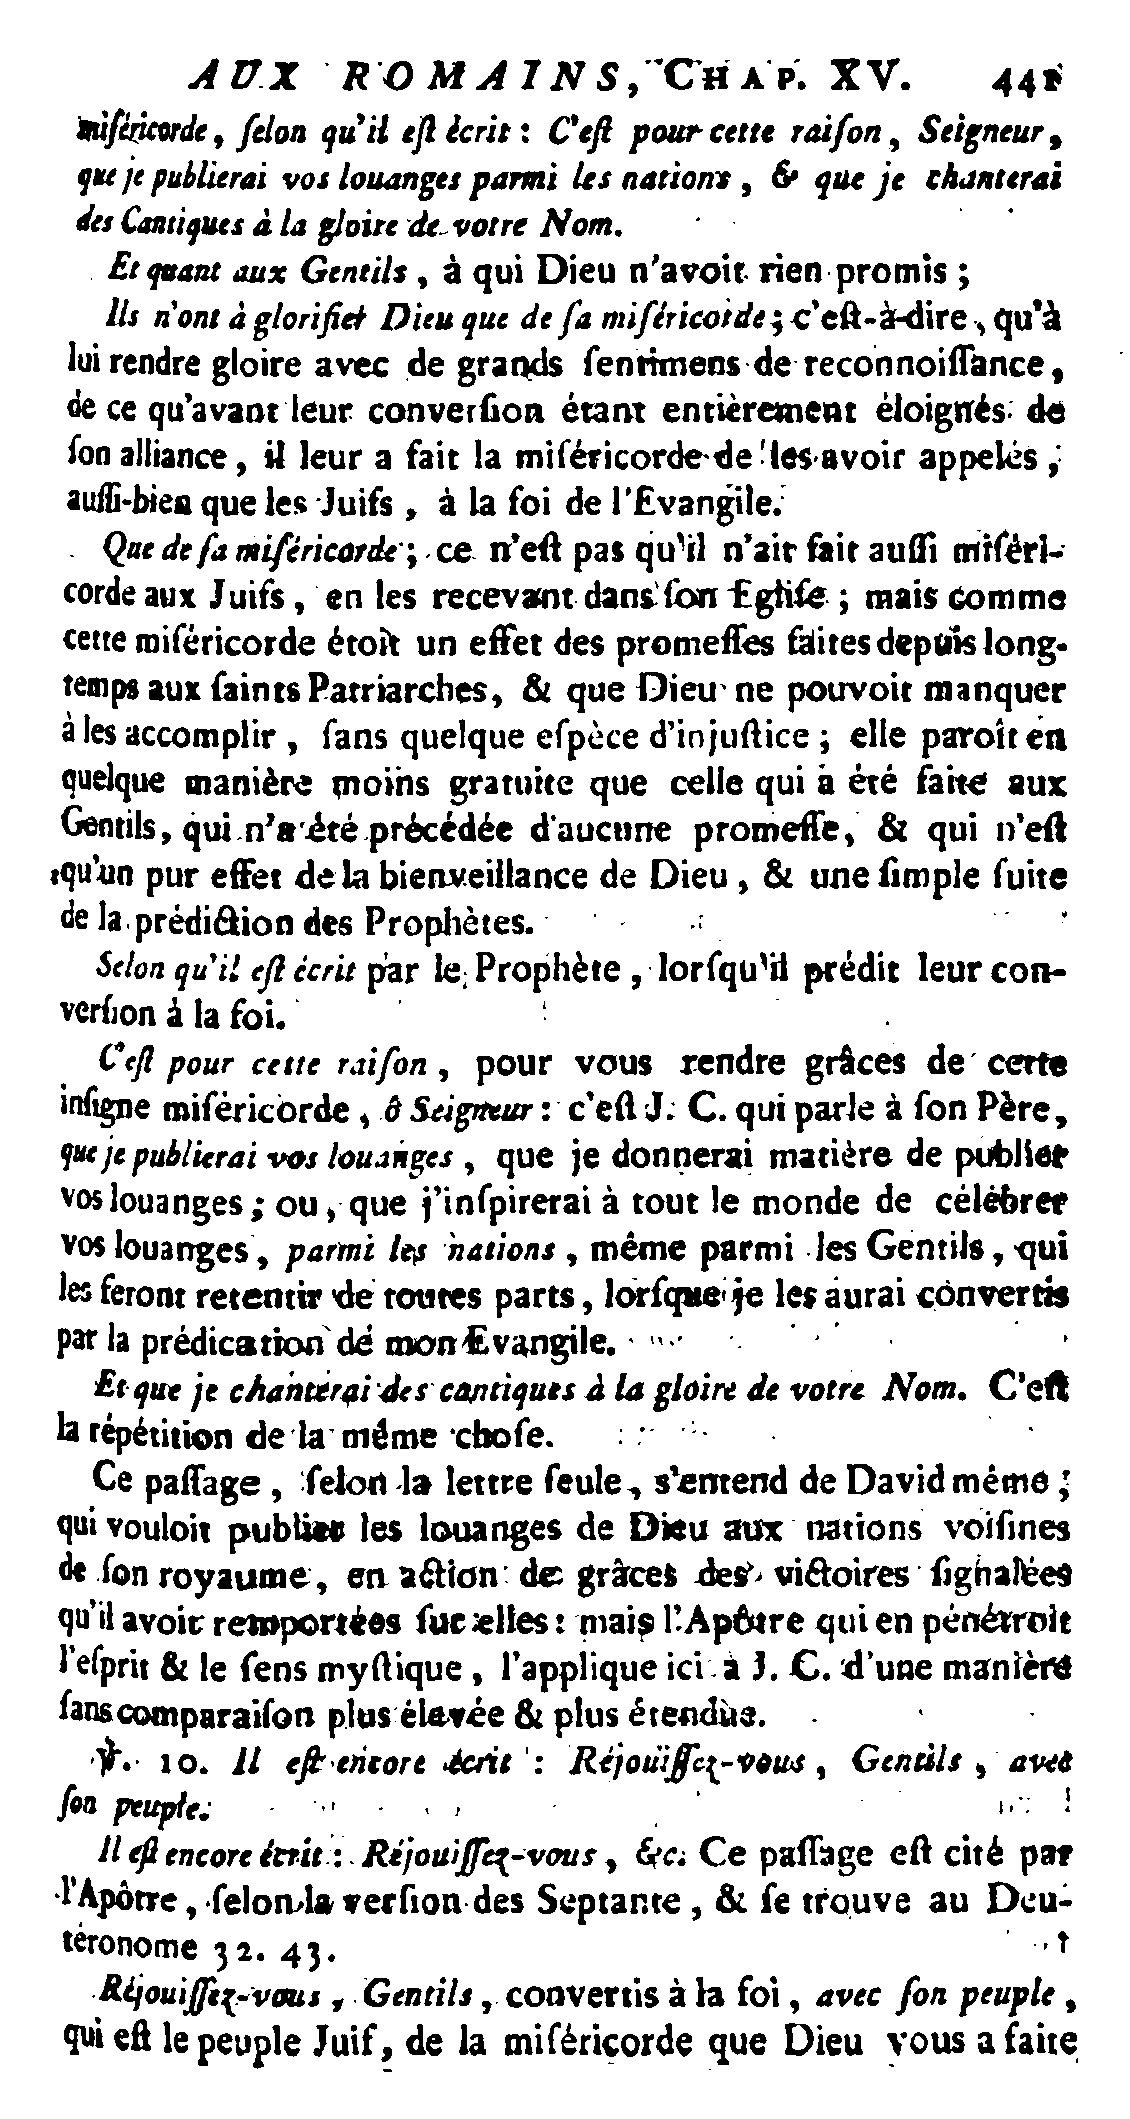 AUX ROMAINS, CHAP. XV. 441
miſéricorde, ſelon qu'il eſt écrit : C'eſt pour cette raiſon, Seigneur,
que je publierai vos louanges parmi les nations, & que je chanterai
des Cantiques à la gloire de votre Nom.
Et quant aux Gentils, à qui Dieu n'avoit rien promis ;
Ils n'ont à glorifier Dieu que de ſa miſéricorde ; c'eſt-à-dire, qu'à
lui rendre gloire avec de grands ſentimens de reconnoiſſance,
de ce qu'avant leur converſion étant entièrement éloignés de
ſon alliance, il leur a fait la miſéricorde de les avoir appelés,
auſſi-bien que les Juifs, à la foi de l'Evangile.
Que de ſa miſéricorde ; ce n'eſt pas qu'il n'ait fait auſſi miſéri-
corde aux Juifs, en les recevant dans ſon Egliſe ; mais comme
cette miſéricorde étoit un effet des promeſſes faites depuis long-
temps aux ſaints Patriarches, & que Dieu ne pouvoit manquer
à les accomplir, ſans quelque eſpèce d'injuſtice ; elle paroît en
quelque manière moins gratuite que celle qui a été faite aux
Gentils, qui n'a été précédée d'aucune promeſſe, & qui n'eſt
qu'un pur effet de la bienveillance de Dieu, & une ſimple ſuite
de la prédiction des Prophètes.
Selon qu'il eſt écrit par le Prophète, lorſqu'il prédit leur con-
verſion à la foi.
C'eſt pour cette raiſon, pour vous rendre grâces de cette
inſigne miſéricorde, ô Seigneur : c'eſt J. C. qui parle à ſon Père,
que je publierai vos louanges, que je donnerai matière de publier
vos louanges ; ou, que j'inſpirerai à tout le monde de célébrer
vos louanges, parmi les nations, même parmi les Gentils, qui
les feront retentir de toutes parts, lorſque je les aurai convertis
par la prédication de mon Evangile.
Et que je chanterai des cantiques à la gloire de votre Nom. C'eſt
la répétition de la même choſe.
Ce paſſage, ſelon la lettre ſeule, s'entend de David même ;
qui vouloit publier les louanges de Dieu aux nations voiſines
de ſon royaume, en action de grâces des victoires ſignalées
qu'il avoit remportées ſur elles : mais l'Apôtre qui en pénétroit
l'eſprit & le ſens myſtique, l'applique ici à J. C. d'une manière
ſans comparaiſon plus élevée & plus étendue.
℣. 10. Il eſt encore écrit : Réjouiſſez-vous, Gentils, avec
ſon peuple.
Il eſt encore écrit : Réjouiſſez-vous, &c. Ce paſſage eſt cité par
l'Apôtre, ſelon la verſion des Septante, & ſe trouve au Deu-
téronome 32. 43.
Réjouiſſez-vous, Gentils, convertis à la foi, avec ſon peuple,
qui eſt le peuple Juif, de la miſéricorde que Dieu vous a faite